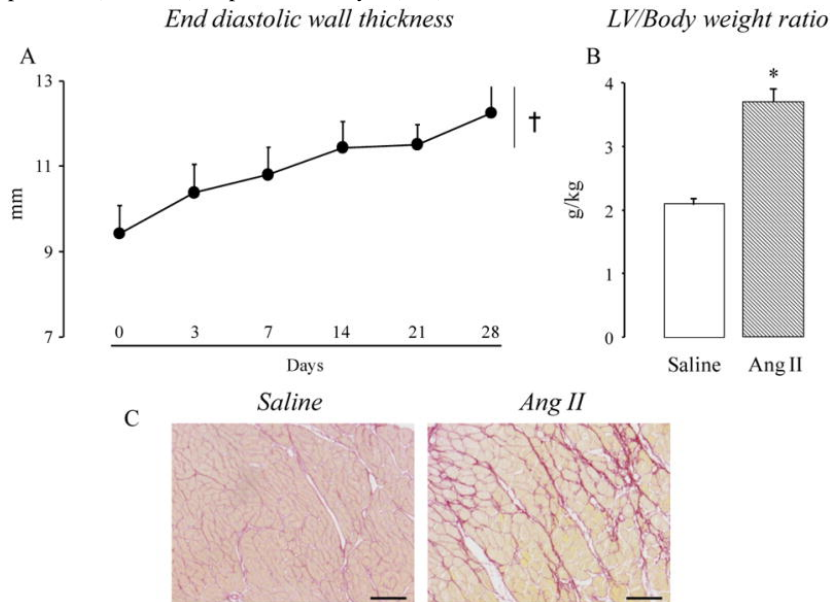 End diastolic wall thickness
LV/Body weight ratio
A
13
11
9
7
mm
†
0 3 7 14 21 28
Days
B
4
3
2
1
0
g/kg
*
Saline Ang II
C
Saline
Ang II